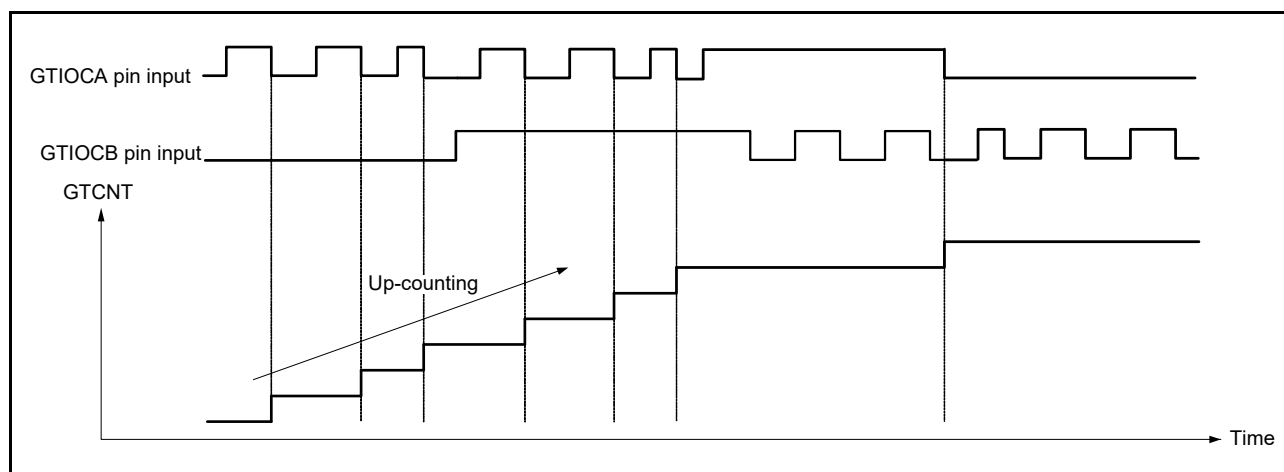 GTIOCA pin input
GTIOCB pin input
GTCNT
Up-counting
Time